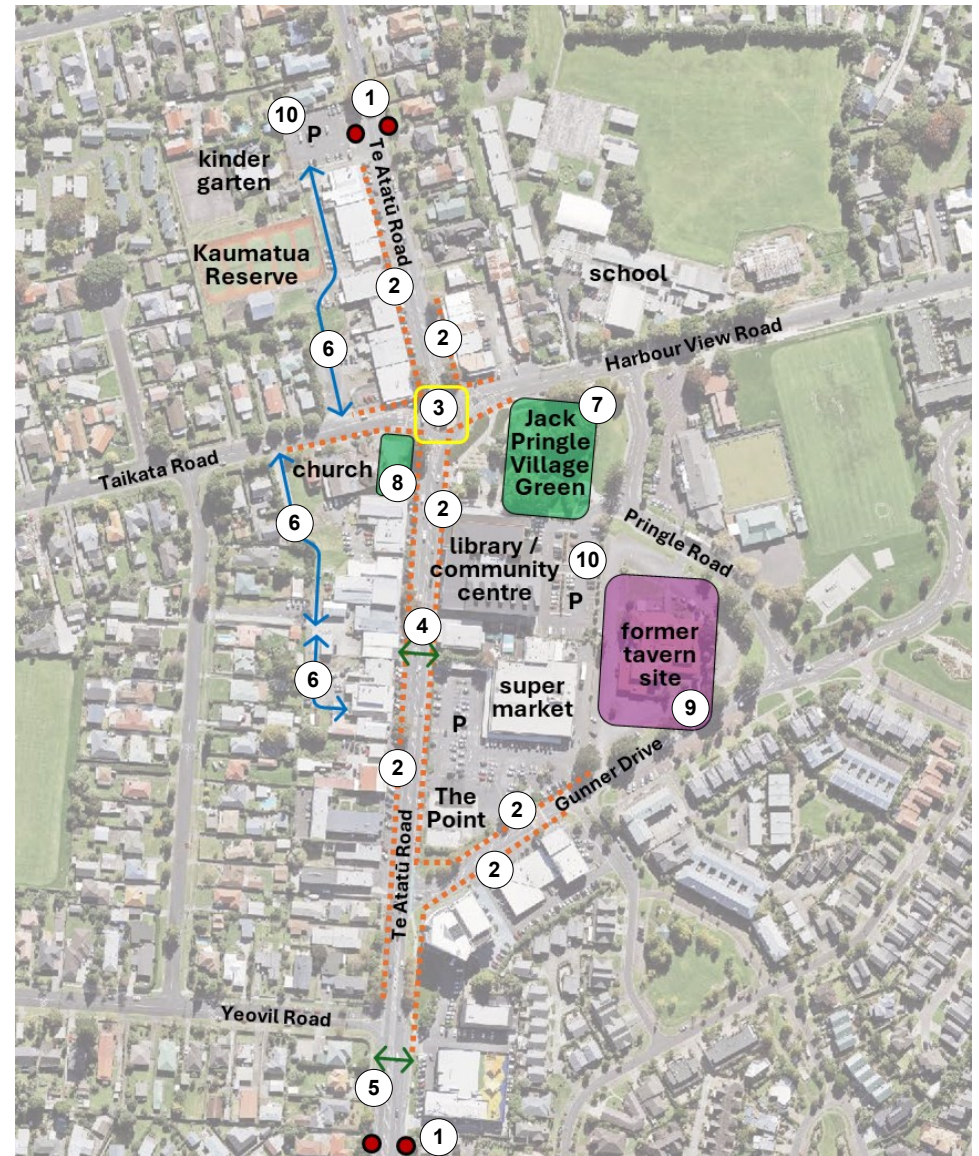 1
10
P
kinder
garten
Te Atatū Road
Kaumatua
Reserve
school
2
2
6
Harbour View Road
3
7
Jack
Pringle
Village
Green
Taikata Road
church
8
6
2
library /
community
centre
Pringle Road
10
P
4
former
tavern
site
9
6
super
market
P
2
The
Point
Gunner Drive
2
2
Te Atatū Road
Yeovil Road
5
1